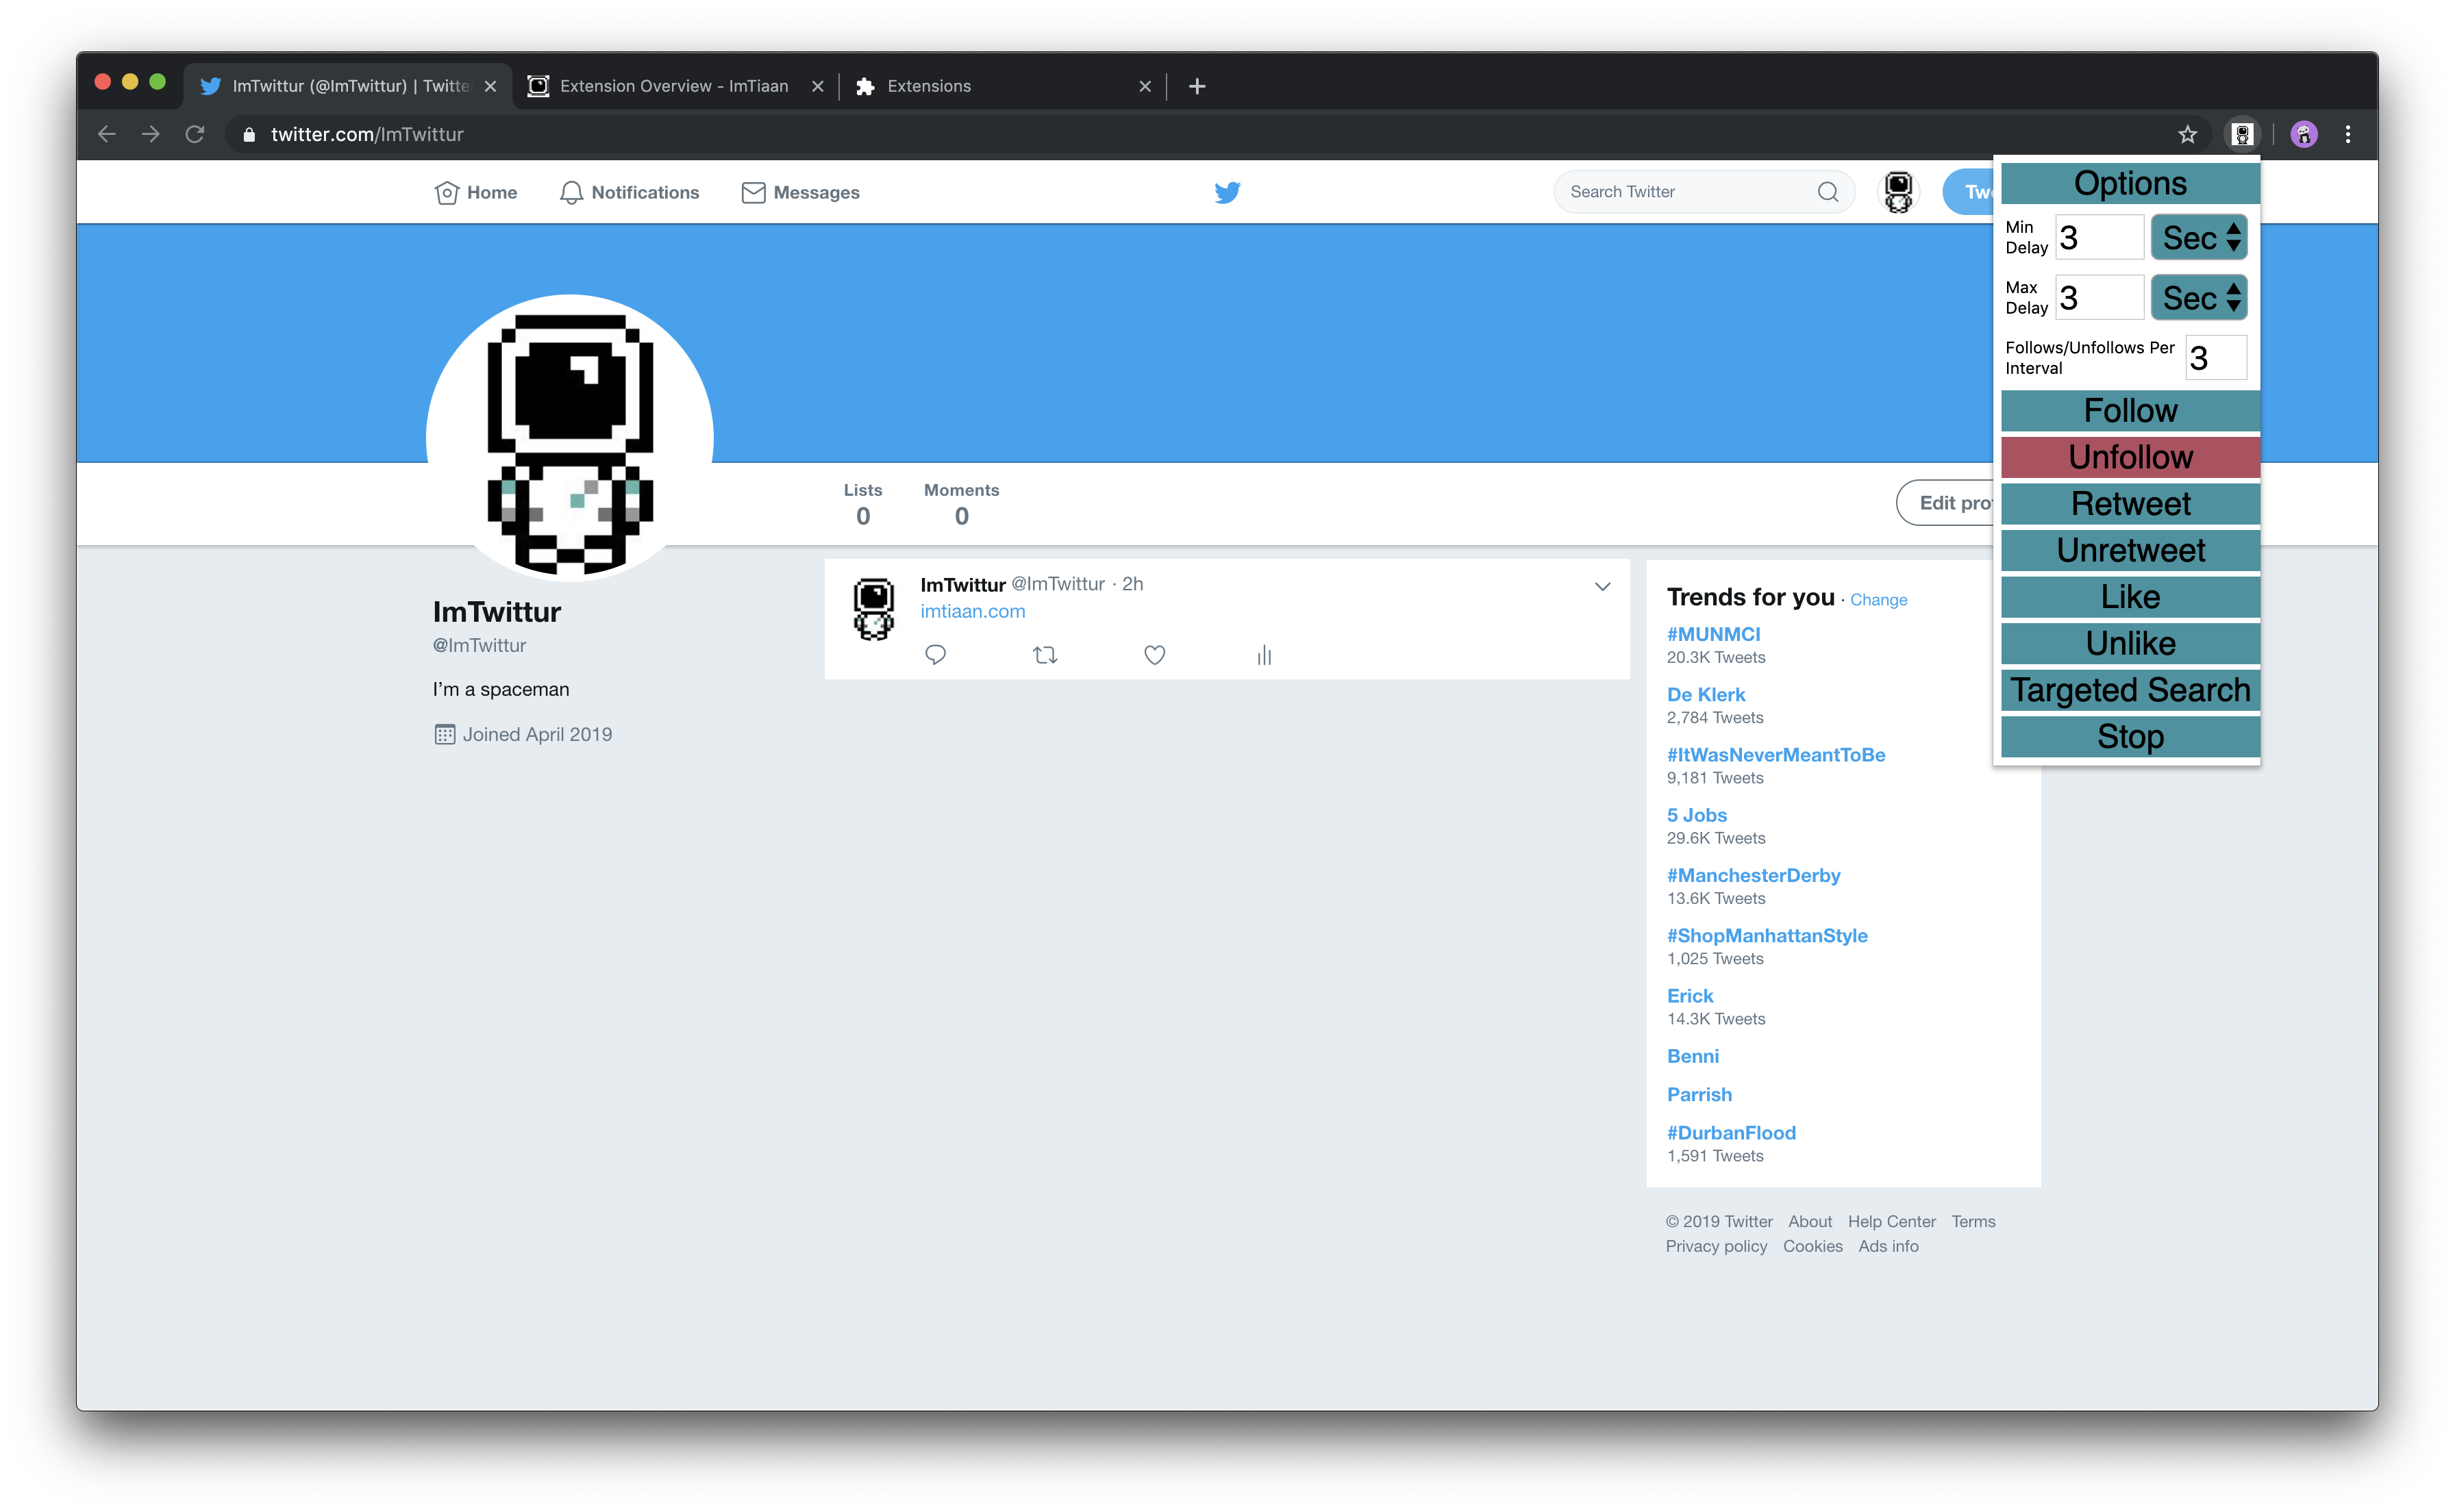 ImTwittur (@ImTwittur) | Twitte
Extension Overview - ImTiaan
Extensions
twitter.com/ImTwittur
Home
Notifications
Messages
Search Twitter
Twe
Options
Min
Delay
3
Sec
Max
Delay
3
Sec
Follows/Unfollows Per
Interval
3
Follow
Unfollow
Retweet
Unretweet
Like
Unlike
Targeted Search
Stop
Lists
0
Moments
0
Edit prof
ImTwittur
@ImTwittur
I'm a spaceman
Joined April 2019
ImTwittur @ImTwittur · 2h
imtiaan.com
Trends for you · Change
#MUNMCI
20.3K Tweets
De Klerk
2,784 Tweets
#ItWasNeverMeantToBe
9,181 Tweets
5 Jobs
29.6K Tweets
#ManchesterDerby
13.6K Tweets
#ShopManhattanStyle
1,025 Tweets
Erick
14.3K Tweets
Benni
Parrish
#DurbanFlood
1,591 Tweets
© 2019 Twitter About Help Center Terms
Privacy policy Cookies Ads info